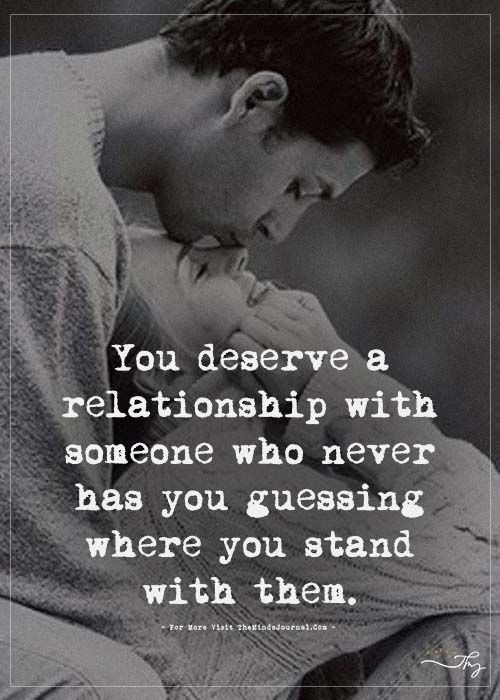 You deserve a
relationship with
someone who never
has you guessing
where you stand
with them.
- For More Visit TheMindsJournal.Com -